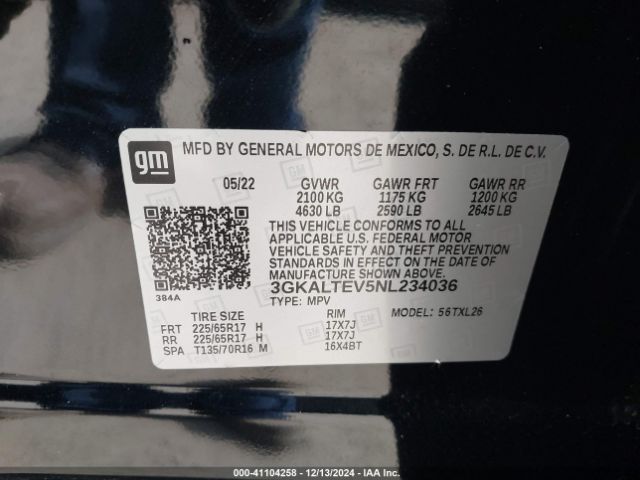 gm MFD BY GENERAL MOTORS DE MEXICO, S. DE R.L. DE C.V.
05/22 GVWR GAWR FRT GAWR RR
2100 KG 1175 KG 1200 KG
4630 LB 2590 LB 2645 LB
THIS VEHICLE CONFORMS TO ALL
APPLICABLE U.S. FEDERAL MOTOR
VEHICLE SAFETY AND THEFT PREVENTION
STANDARDS IN EFFECT ON THE DATE OF
MANUFACTURE SHOWN ABOVE.
384A 3GKALTEV5NL234036
TYPE: MPV MODEL: 56TXL26
TIRE SIZE RIM
FRT 225/65R17 H 17X7J
RR 225/65R17 H 17X7J
SPA T135/70R16 M 16X4BT
000-41104258 - 12/13/2024 - IAA Inc.